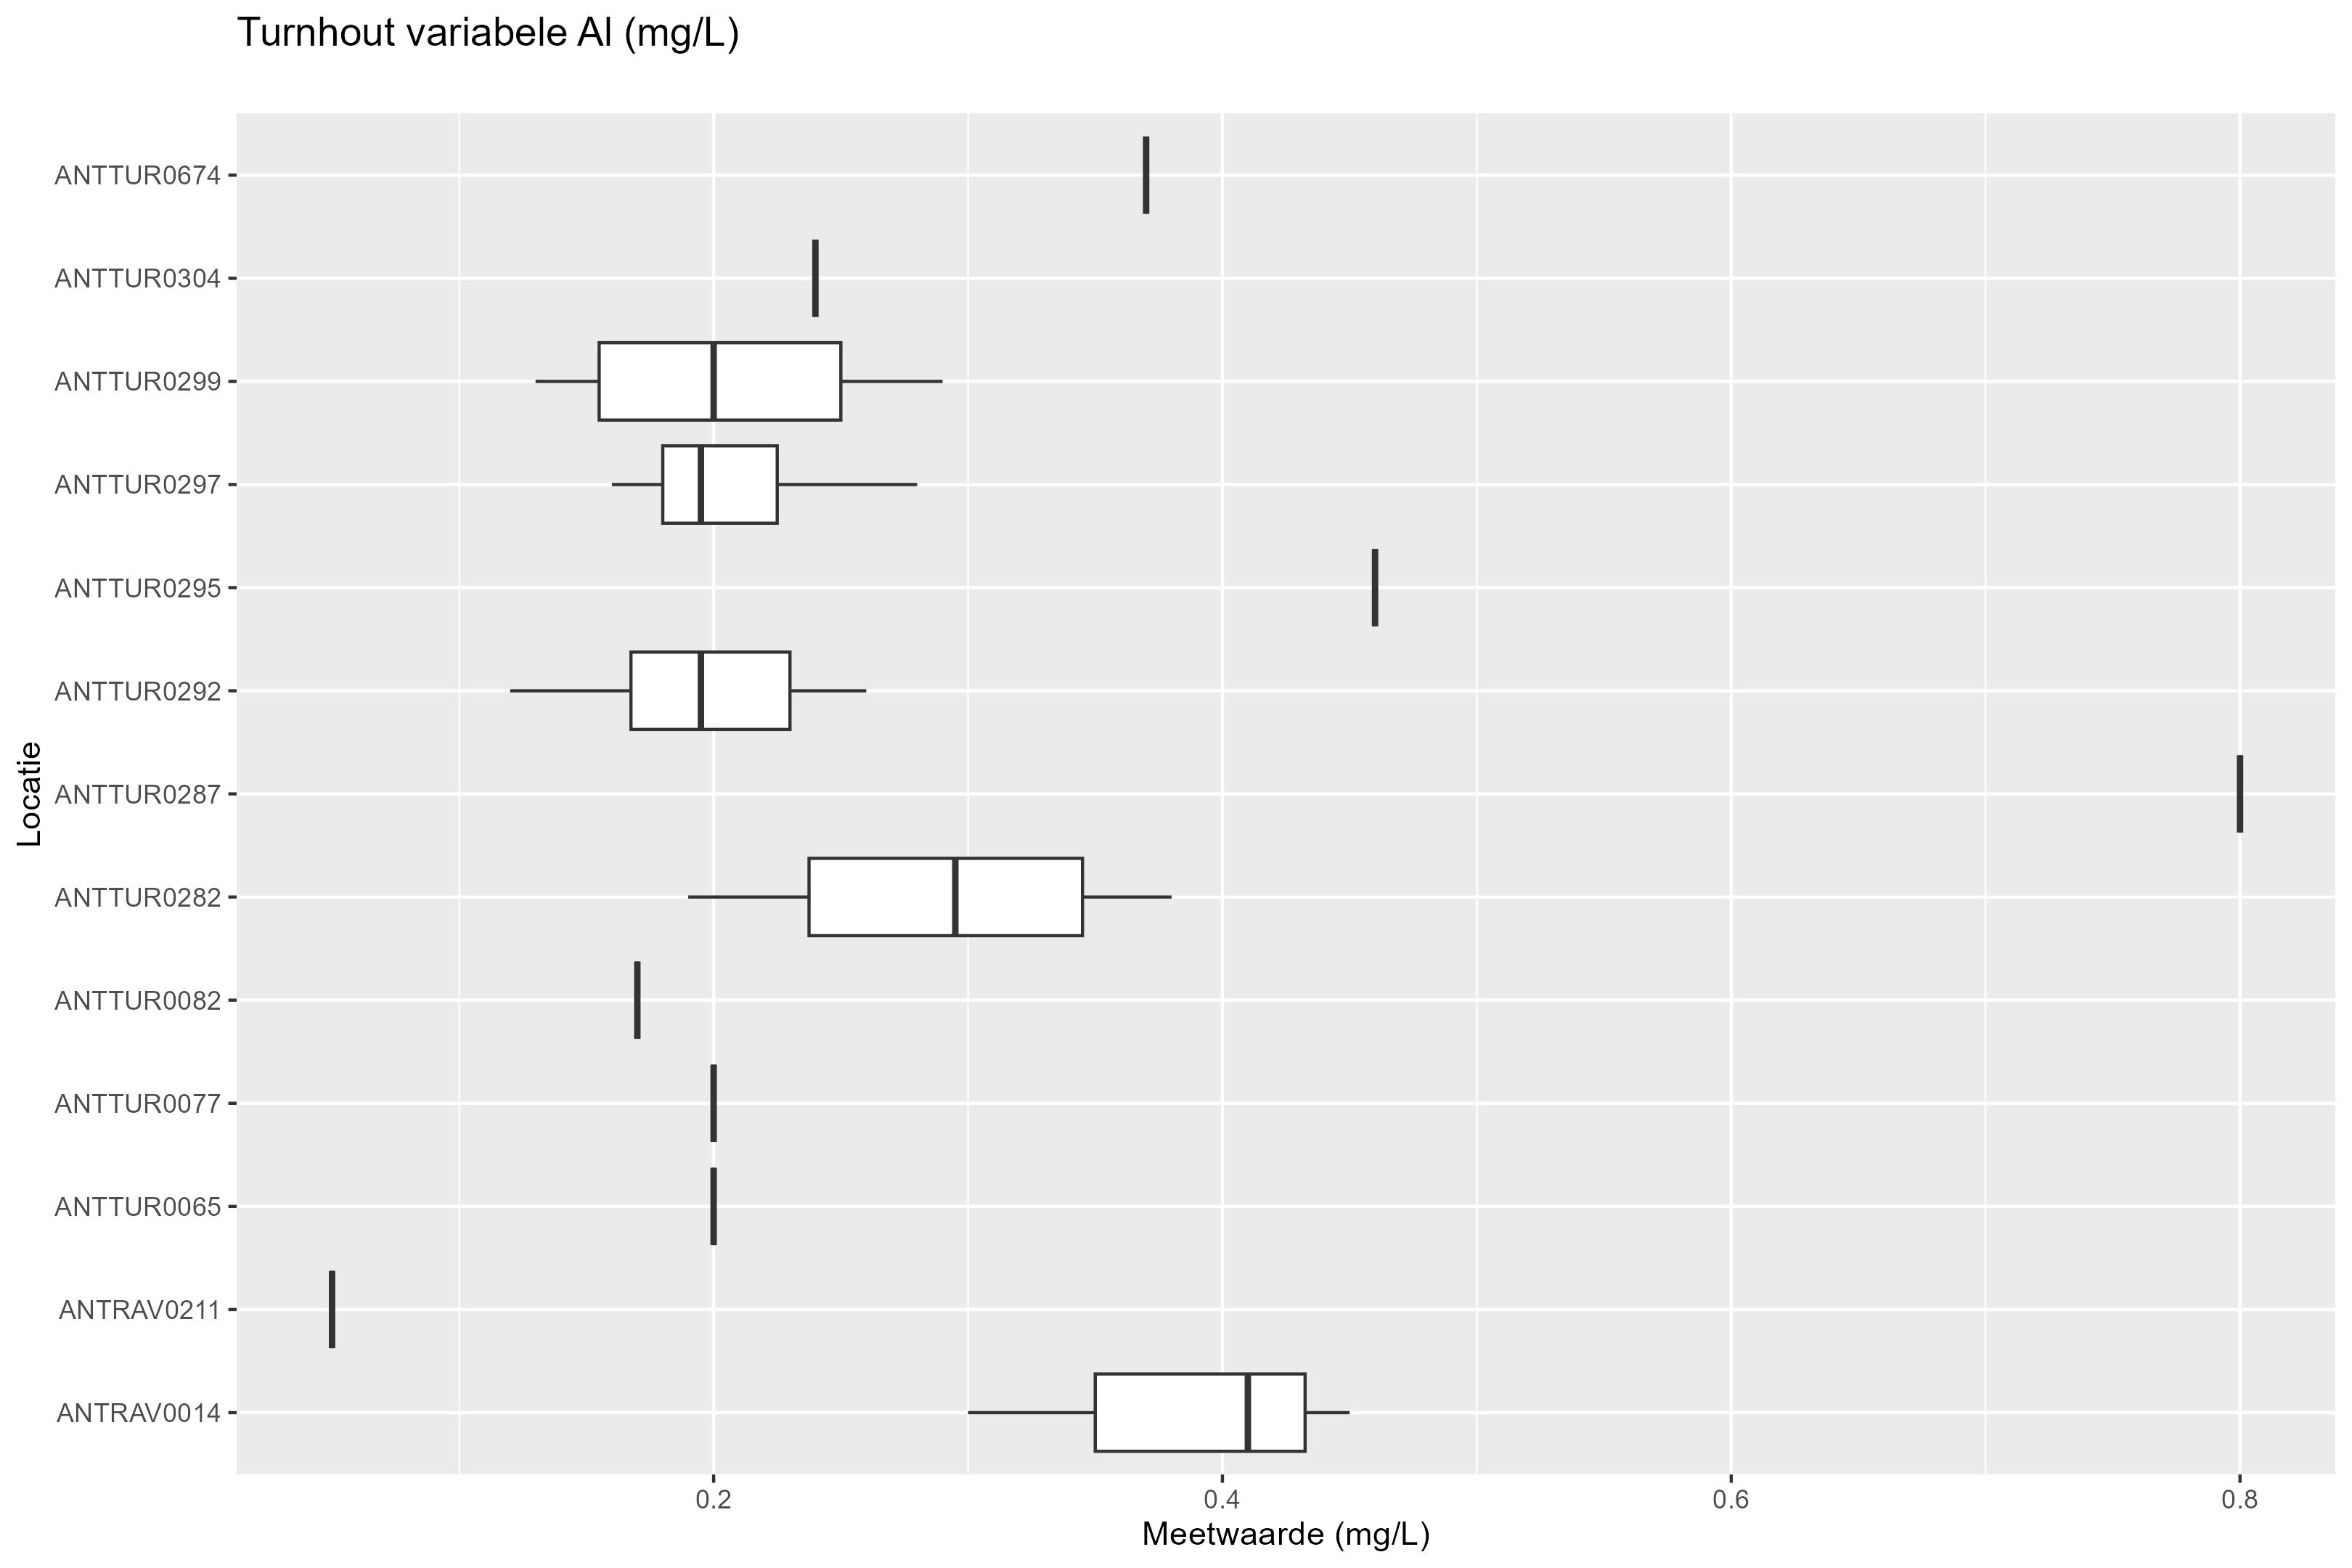 Turnhout variabele Al (mg/L)
Locatie
ANTTUR0674
ANTTUR0304
ANTTUR0299
ANTTUR0297
ANTTUR0295
ANTTUR0292
ANTTUR0287
ANTTUR0282
ANTTUR0082
ANTTUR0077
ANTTUR0065
ANTRAV0211
ANTRAV0014
0.2 0.4 0.6 0.8
Meetwaarde (mg/L)